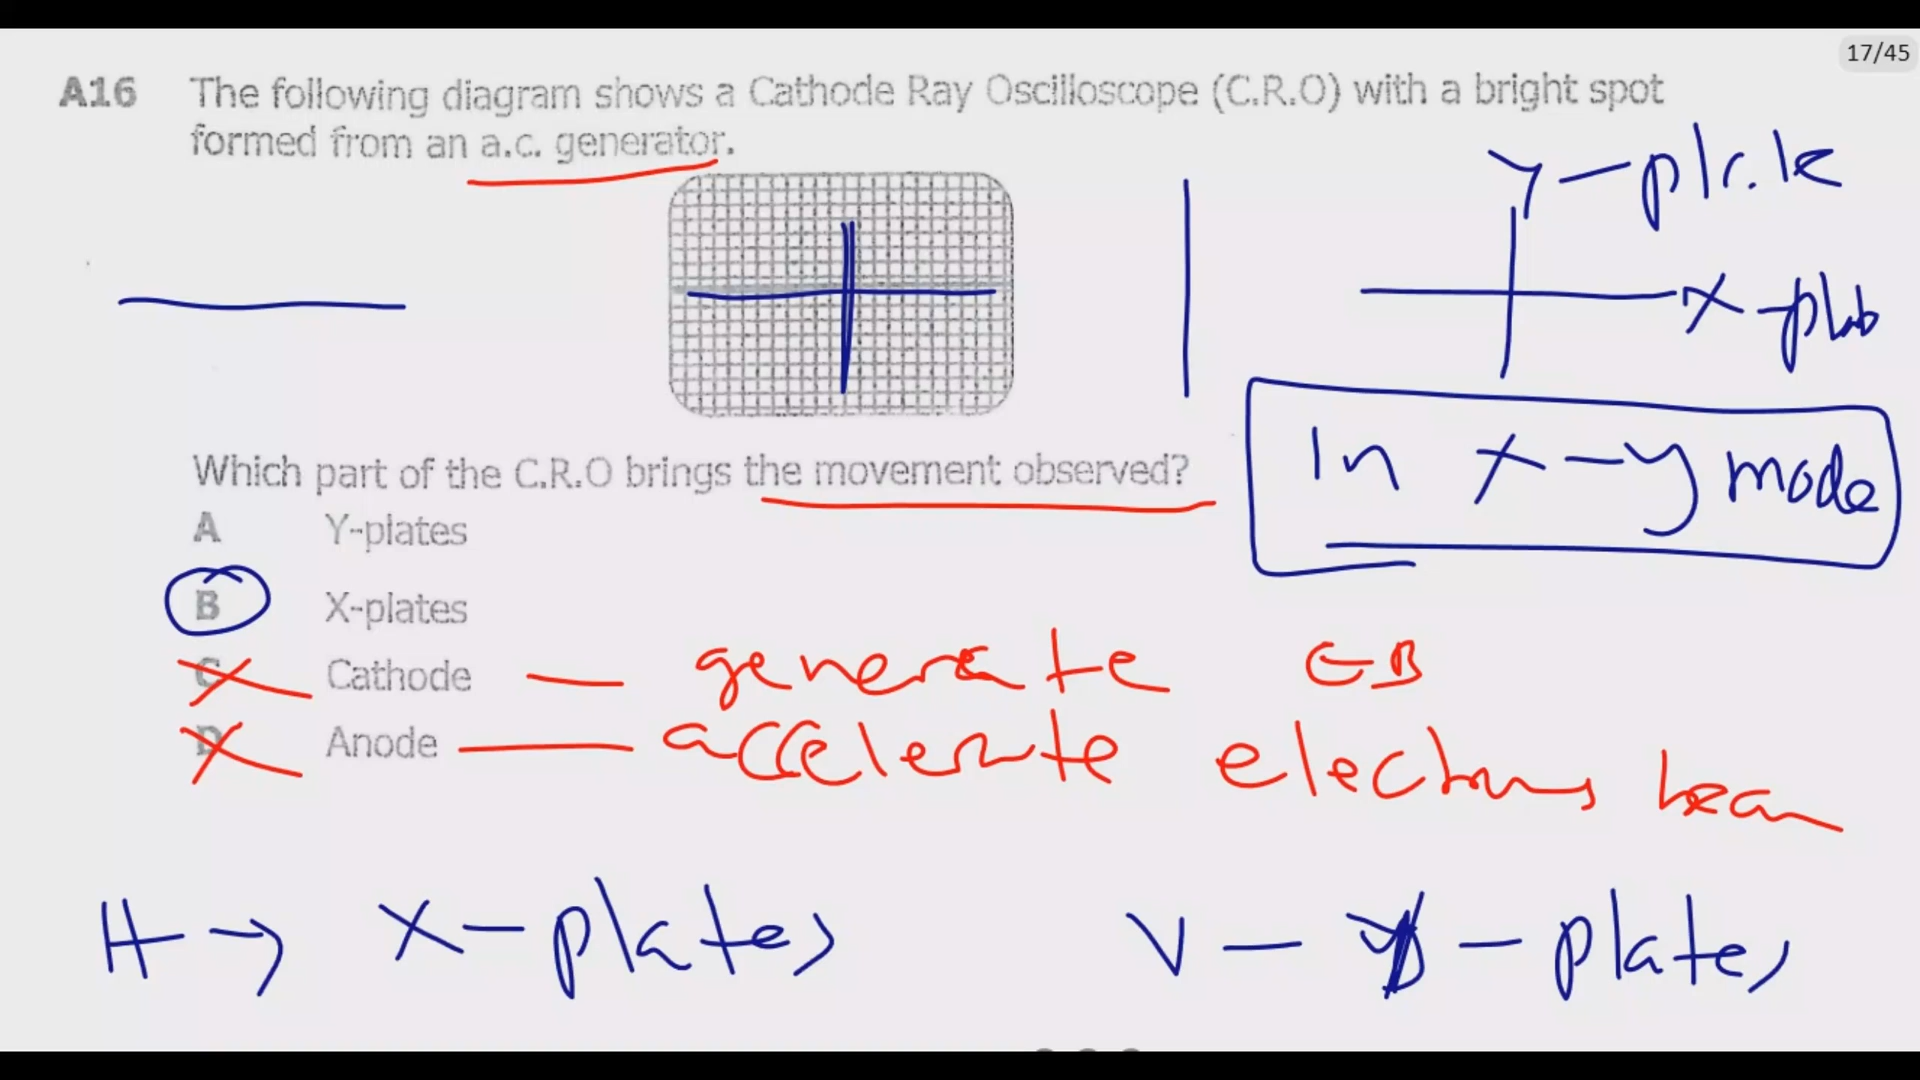 17/45
A16 The following diagram shows a Cathode Ray Oscilloscope (C.R.O) with a bright spot
formed from an a.c. generator.
Y-plate
X-plate
In X-Y mode
Which part of the C.R.O brings the movement observed?
A Y-plates
B X-plates
C Cathode — generate EB
D Anode — accelerate electrons beam
H → X-plates V - Y-plates